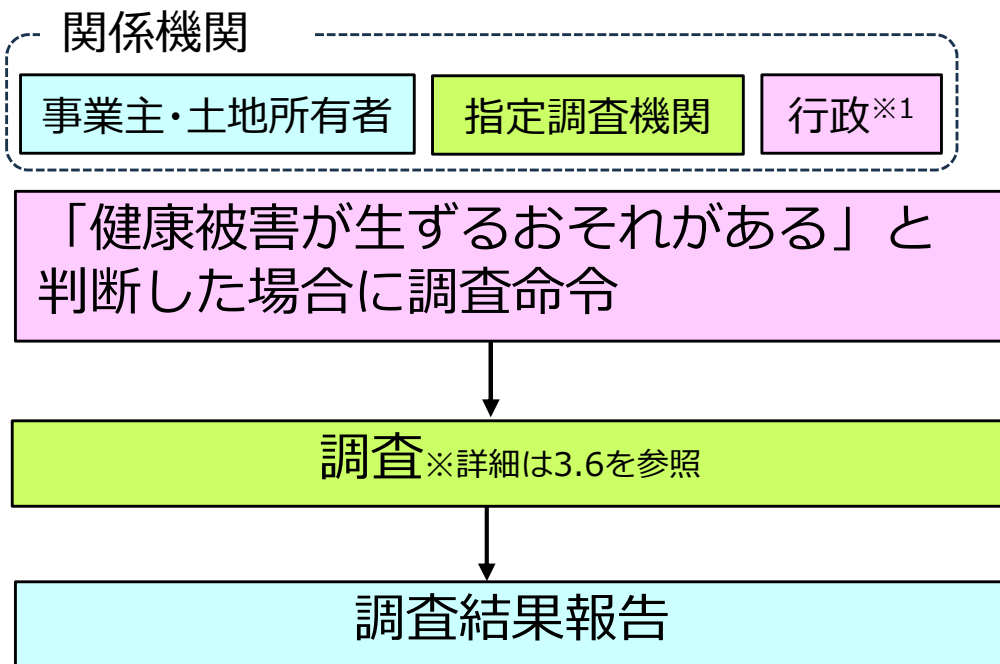 関係機関
事業主・土地所有者
指定調査機関
行政※1
「健康被害が生ずるおそれがある」と
判断した場合に調査命令
調査※詳細は3.6を参照
調査結果報告